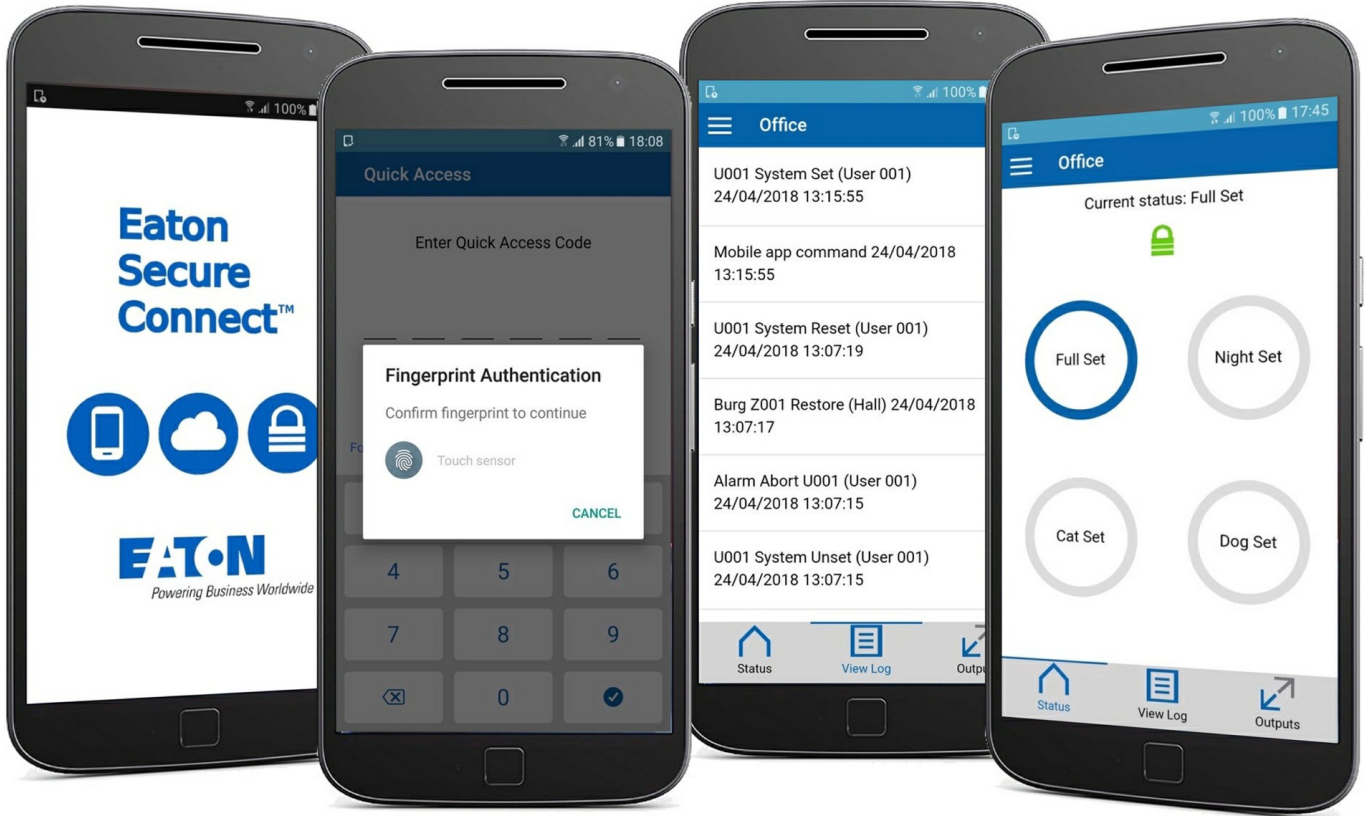 100%
Eaton
Secure
Connect™
EATON
Powering Business Worldwide
81% 18:08
Quick Access
Enter Quick Access Code
Fingerprint Authentication
Confirm fingerprint to continue
Fo
Touch sensor
CANCEL
4 5 6
7 8 9
0
100%
Office
U001 System Set (User 001)
24/04/2018 13:15:55
Mobile app command 24/04/2018
13:15:55
U001 System Reset (User 001)
24/04/2018 13:07:19
Burg Z001 Restore (Hall) 24/04/2018
13:07:17
Alarm Abort U001 (User 001)
24/04/2018 13:07:15
U001 System Unset (User 001)
24/04/2018 13:07:15
Status View Log Outpu
100% 17:45
Office
Current status: Full Set
Full Set Night Set
Cat Set Dog Set
Status View Log Outputs